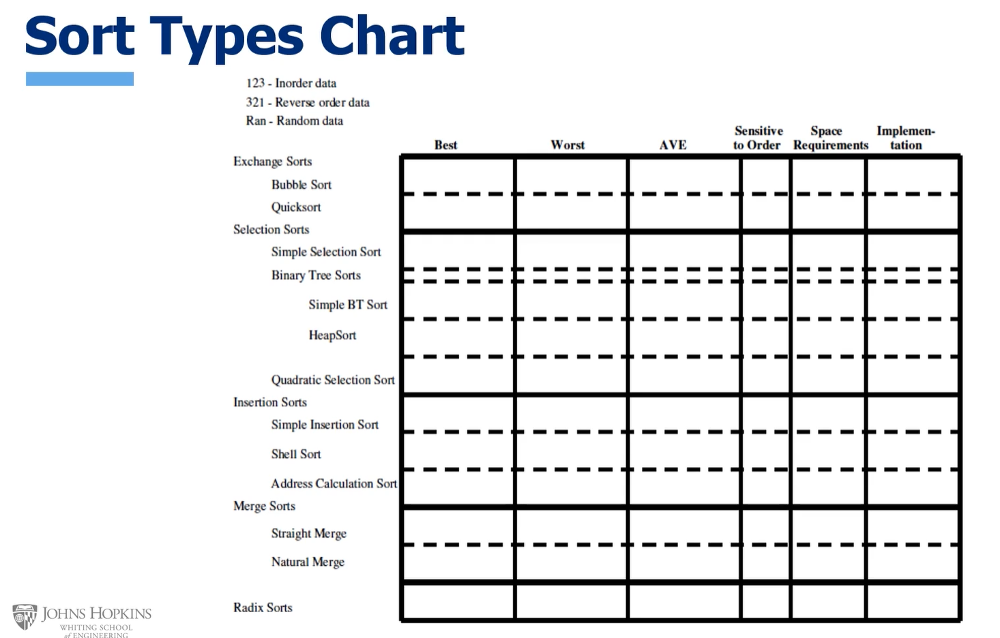 Sort Types Chart
123 - Inorder data
321 - Reverse order data
Ran - Random data
Best Worst AVE Sensitive to Order Space Requirements Implemen-tation
Exchange Sorts
Bubble Sort
Quicksort
Selection Sorts
Simple Selection Sort
Binary Tree Sorts
Simple BT Sort
HeapSort
Quadratic Selection Sort
Insertion Sorts
Simple Insertion Sort
Shell Sort
Address Calculation Sort
Merge Sorts
Straight Merge
Natural Merge
Radix Sorts
JOHNS HOPKINS
WHITING SCHOOL
of ENGINEERING